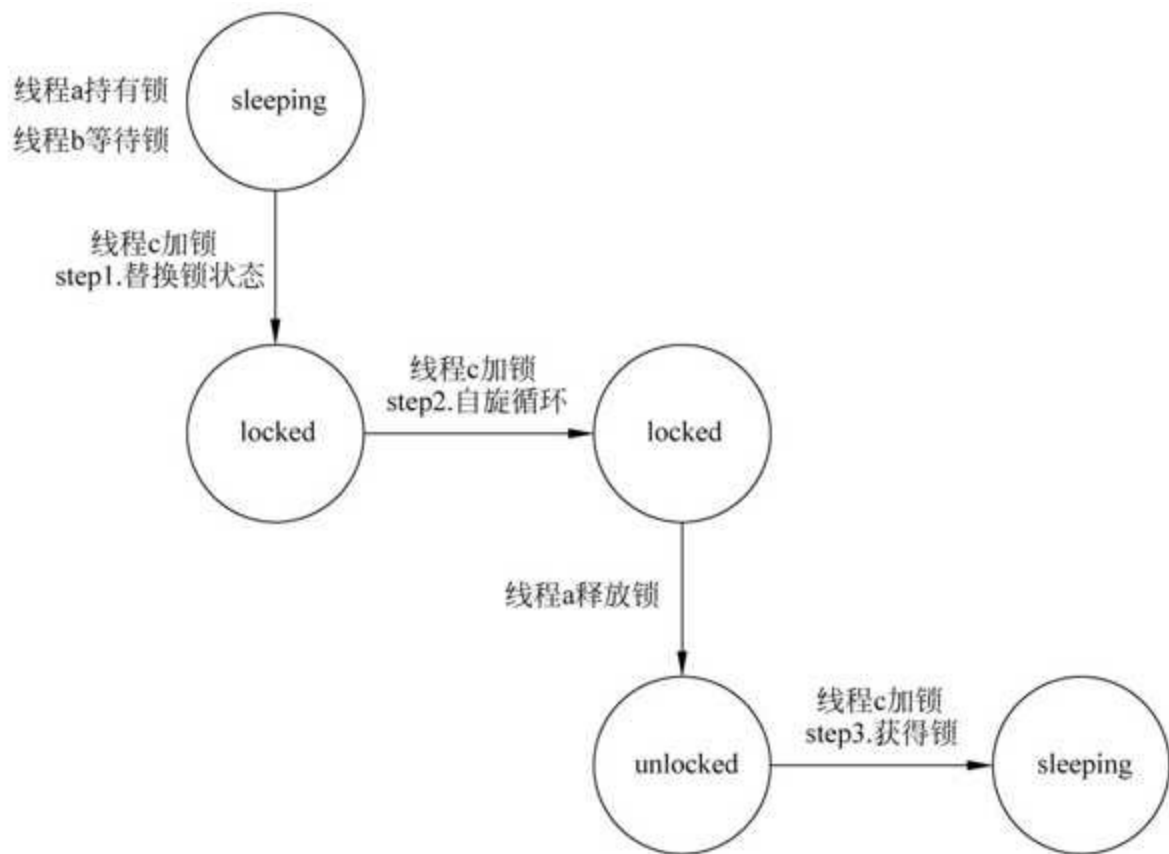 sleeping
线程a持有锁
线程b等待锁
线程c加锁
step1.替换锁状态
locked
线程c加锁
step2.自旋循环
locked
线程a释放锁
unlocked
线程c加锁
step3.获得锁
sleeping